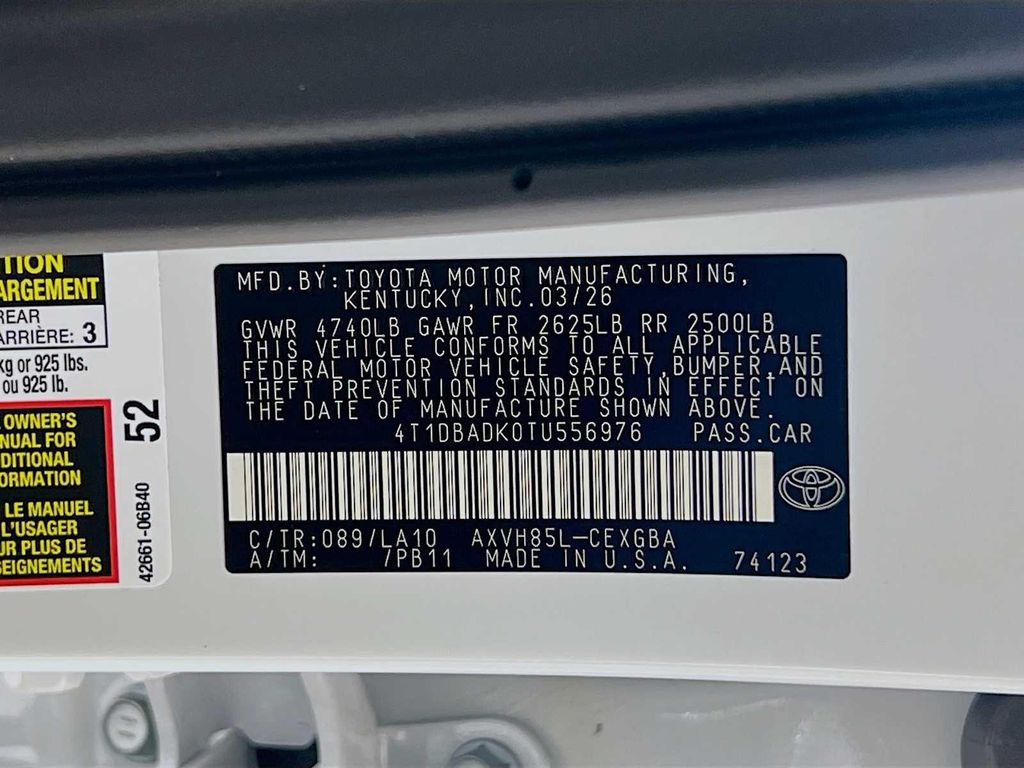 TION
ARGEMENT
REAR
ARRIÈRE: 3
kg or 925 lbs.
ou 925 lb.
OWNER'S
NUAL FOR
DITIONAL
FORMATION
LE MANUEL
L'USAGER
UR PLUS DE
SEIGNEMENTS
52
42661-06B40
MFD.BY:TOYOTA MOTOR MANUFACTURING,
KENTUCKY,INC.03/26
GVWR 4740LB GAWR FR 2625LB RR 2500LB
THIS VEHICLE CONFORMS TO ALL APPLICABLE
FEDERAL MOTOR VEHICLE SAFETY,BUMPER,AND
THEFT PREVENTION STANDARDS IN EFFECT ON
THE DATE OF MANUFACTURE SHOWN ABOVE.
4T1DBADK0TU556976 PASS.CAR
C/TR:089/LA10 AXVH85L-CEXGBA
A/TM: 7PB11 MADE IN U.S.A. 74123